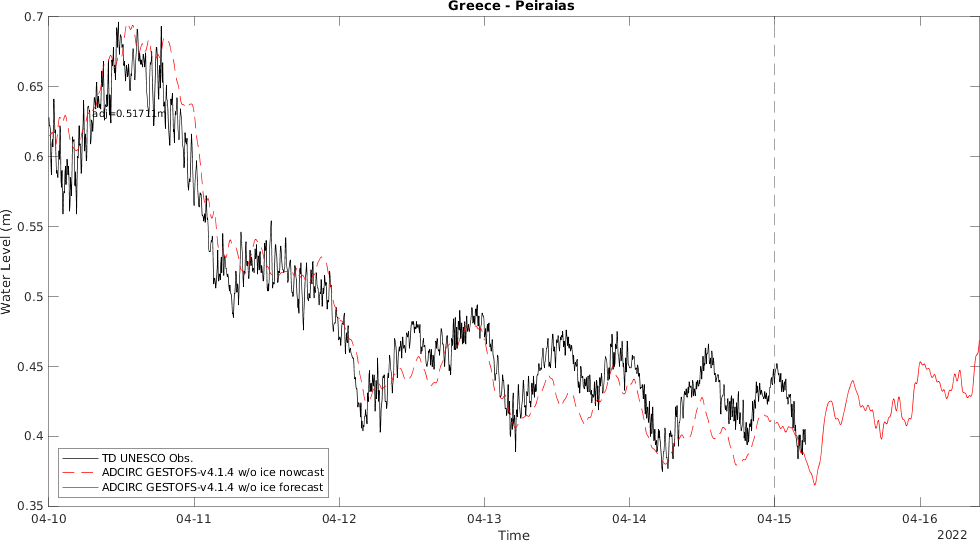 Greece - Peiraias
0.7
0.65
adj=0.51711m
0.6
0.55
0.5
0.45
0.4
0.35
Water Level (m)
TD UNESCO Obs.
ADCIRC GESTOFS-v4.1.4 w/o ice nowcast
ADCIRC GESTOFS-v4.1.4 w/o ice forecast
04-10 04-11 04-12 04-13 04-14 04-15 04-16
Time
2022